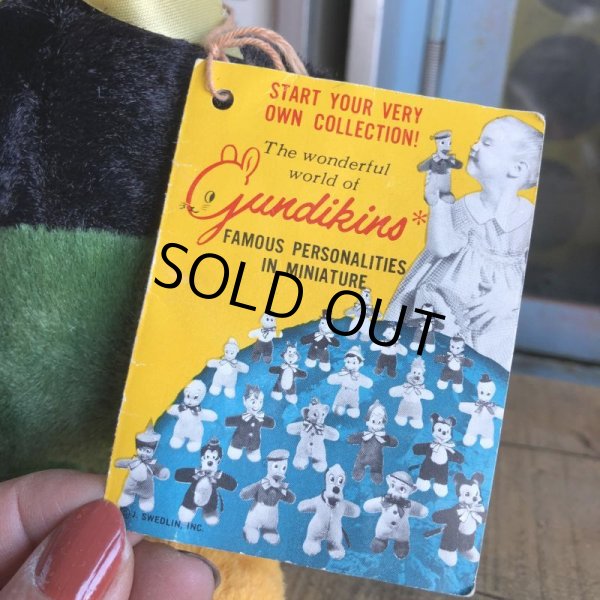 START YOUR VERY
OWN COLLECTION!
The wonderful
world of
Gundikins*
FAMOUS PERSONALITIES
IN MINIATURE
SOLD OUT
J. SWEDLIN, INC.